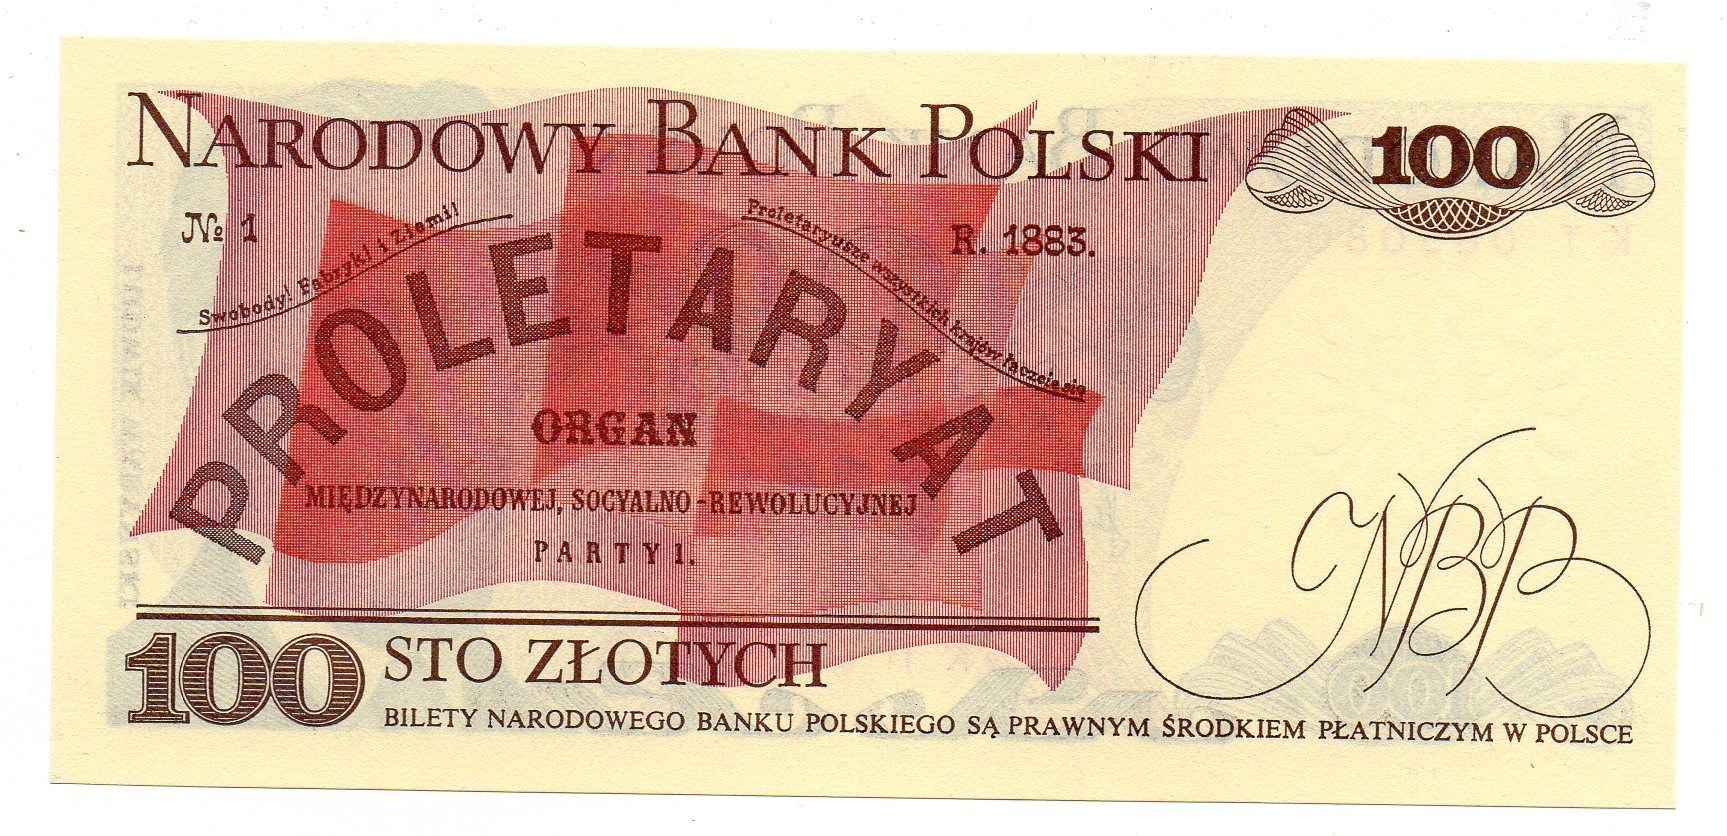 NARODOWY BANK POLSKI
100
№ 1
R. 1883.
Swobody! Fabryki i Ziemi!
Proletaryusze wszystkich krajów łączcie się
PROLETARYAT
ORGAN
MIĘDZYNARODOWEJ, SOCYALNO-REWOLUCYJNEJ
PARTYI.
NBP
100 STO ZŁOTYCH
BILETY NARODOWEGO BANKU POLSKIEGO SĄ PRAWNYM ŚRODKIEM PŁATNICZYM W POLSCE